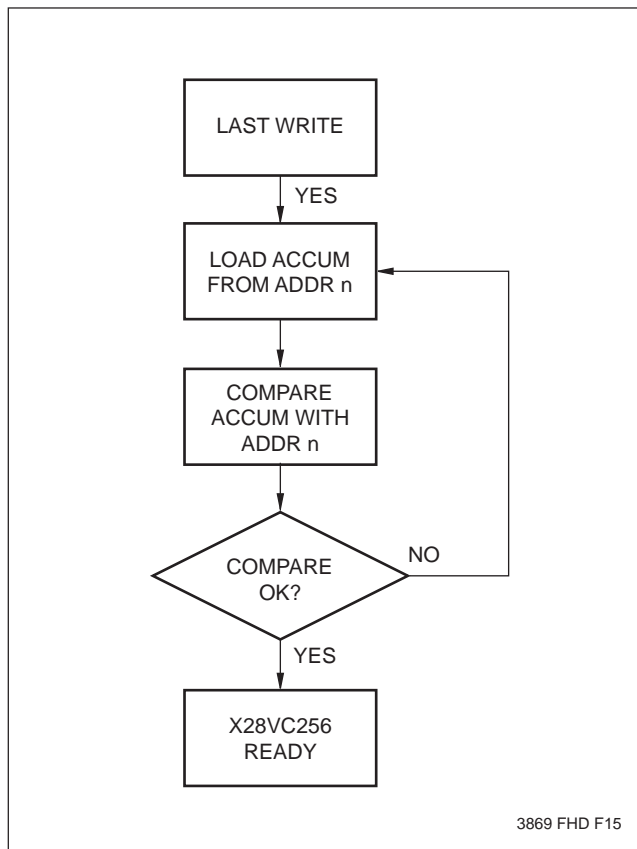 LAST WRITE
YES
LOAD ACCUM
FROM ADDR n
COMPARE
ACCUM WITH
ADDR n
COMPARE
OK?
NO
YES
X28VC256
READY
3869 FHD F15